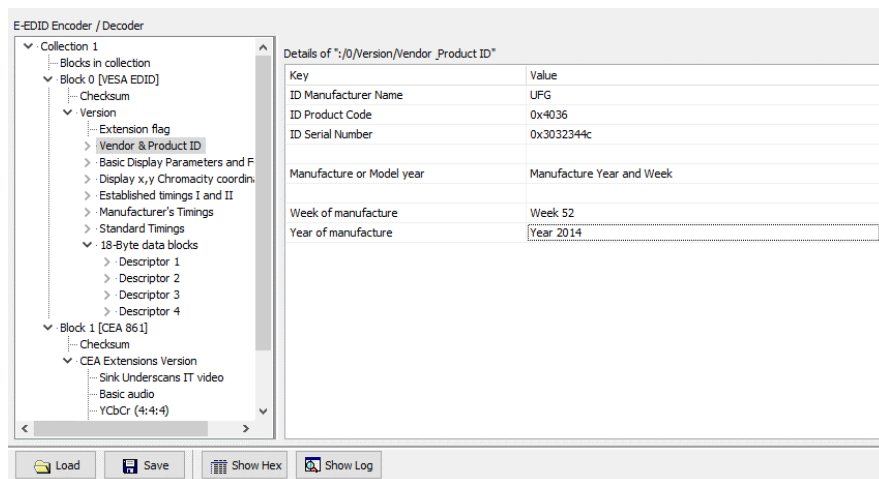 E-EDID Encoder / Decoder
Collection 1
Blocks in collection
Block 0 [VESA EDID]
Checksum
Version
Extension flag
Vendor & Product ID
Basic Display Parameters and F
Display x,y Chromacity coordin
Established timings I and II
Manufacturer's Timings
Standard Timings
18-Byte data blocks
Descriptor 1
Descriptor 2
Descriptor 3
Descriptor 4
Block 1 [CEA 861]
Checksum
CEA Extensions Version
Sink Underscans IT video
Basic audio
YCbCr (4:4:4)
Details of ":/0/Version/Vendor _Product ID"
Key Value
ID Manufacturer Name UFG
ID Product Code 0x4036
ID Serial Number 0x3032344c
Manufacture or Model year Manufacture Year and Week
Week of manufacture Week 52
Year of manufacture Year 2014
Load Save Show Hex Show Log